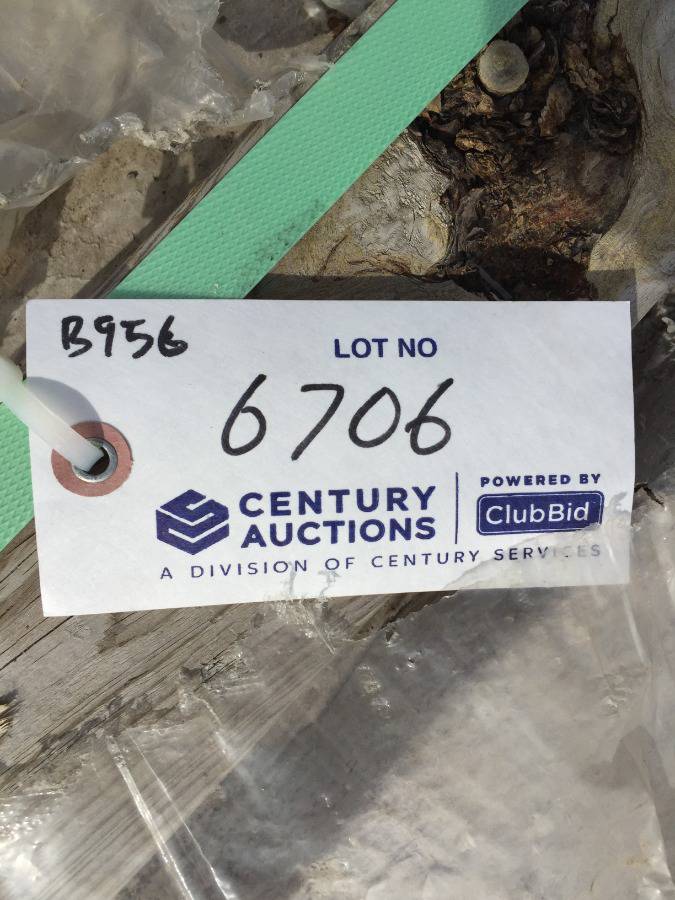 B956
LOT NO
6706
CENTURY
AUCTIONS
POWERED BY
ClubBid
A DIVISION OF CENTURY SERVICES